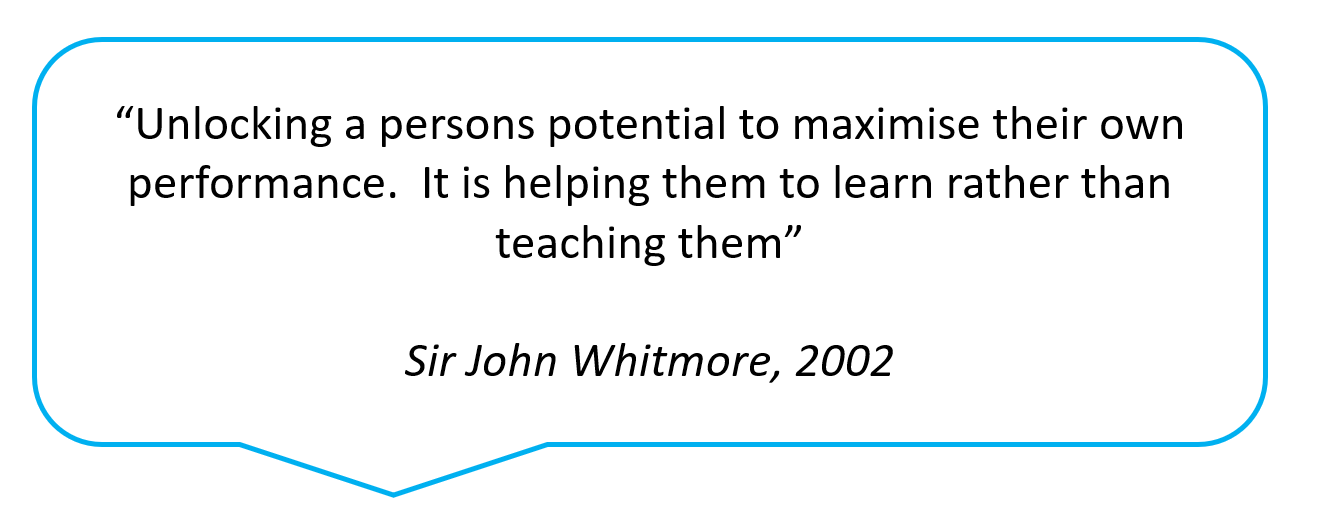 “Unlocking a persons potential to maximise their own
performance.  It is helping them to learn rather than
teaching them”
Sir John Whitmore, 2002